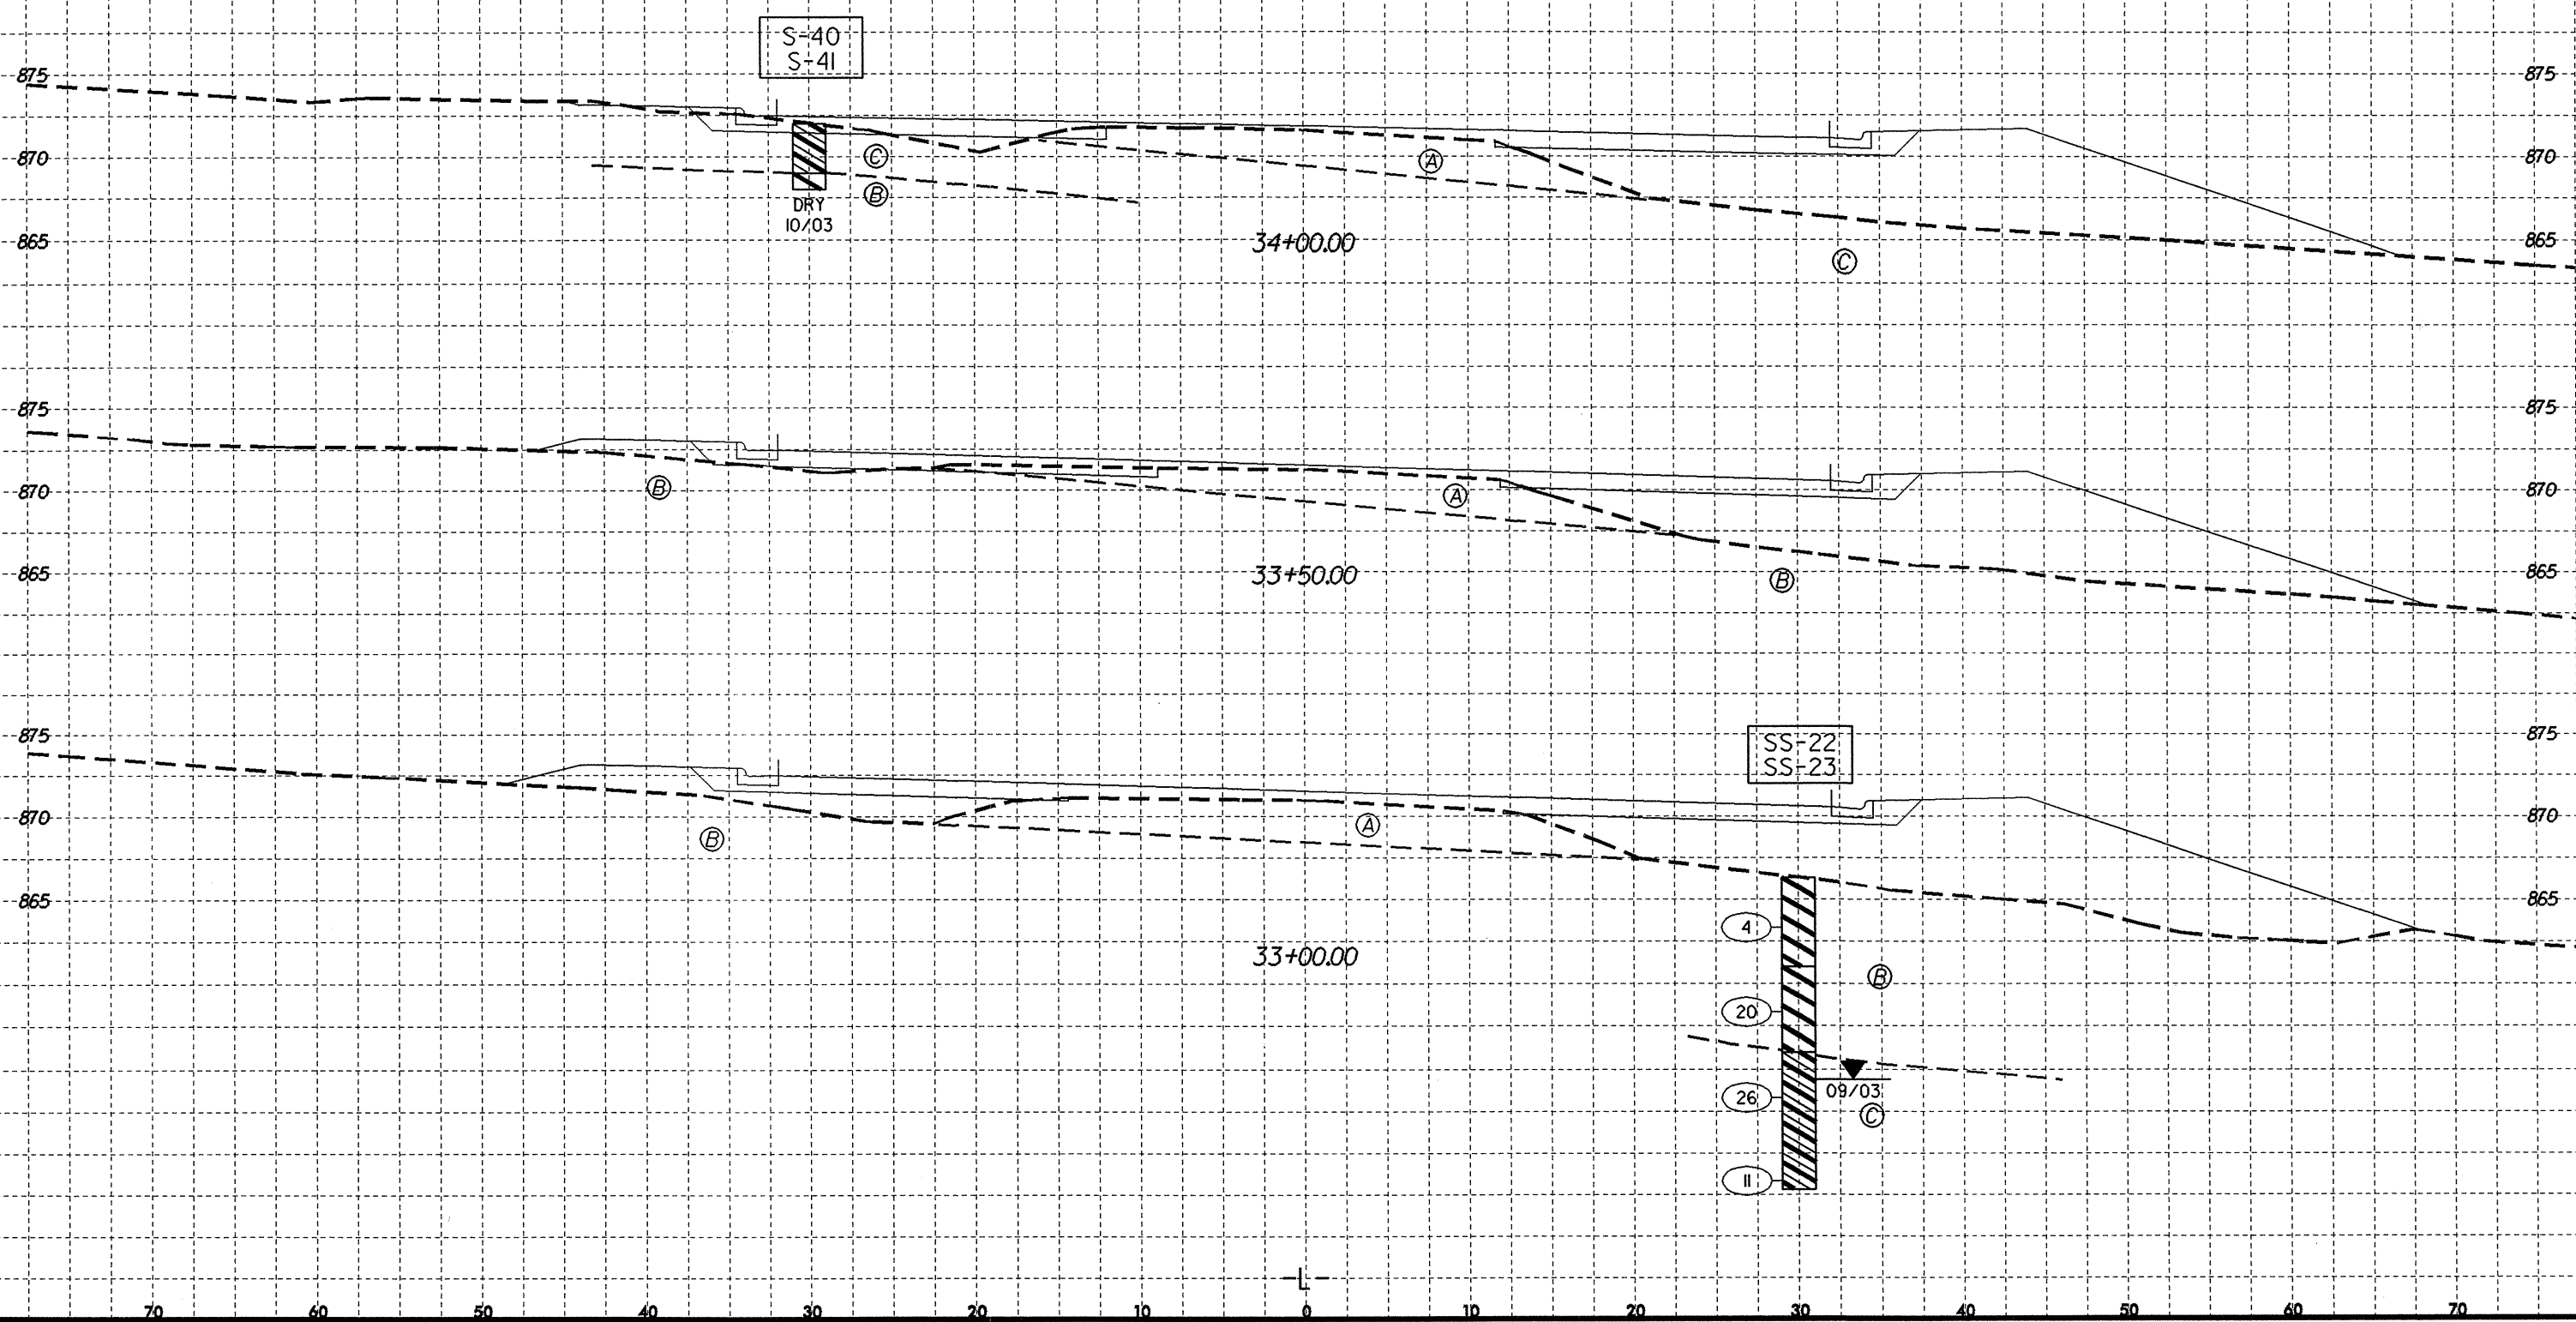 S-40
S-41
875 875
870 C A 870
B
DRY
10/03
865 34+00.00 865
C
875 875
B 870 A 870
865 33+50.00 865
B
875 875
SS-22
SS-23
870 A 870
B
865 865
4
33+00.00
B
20
09/03
26
C
11
-L-
70 60 50 40 30 20 10 0 10 20 30 40 50 60 70